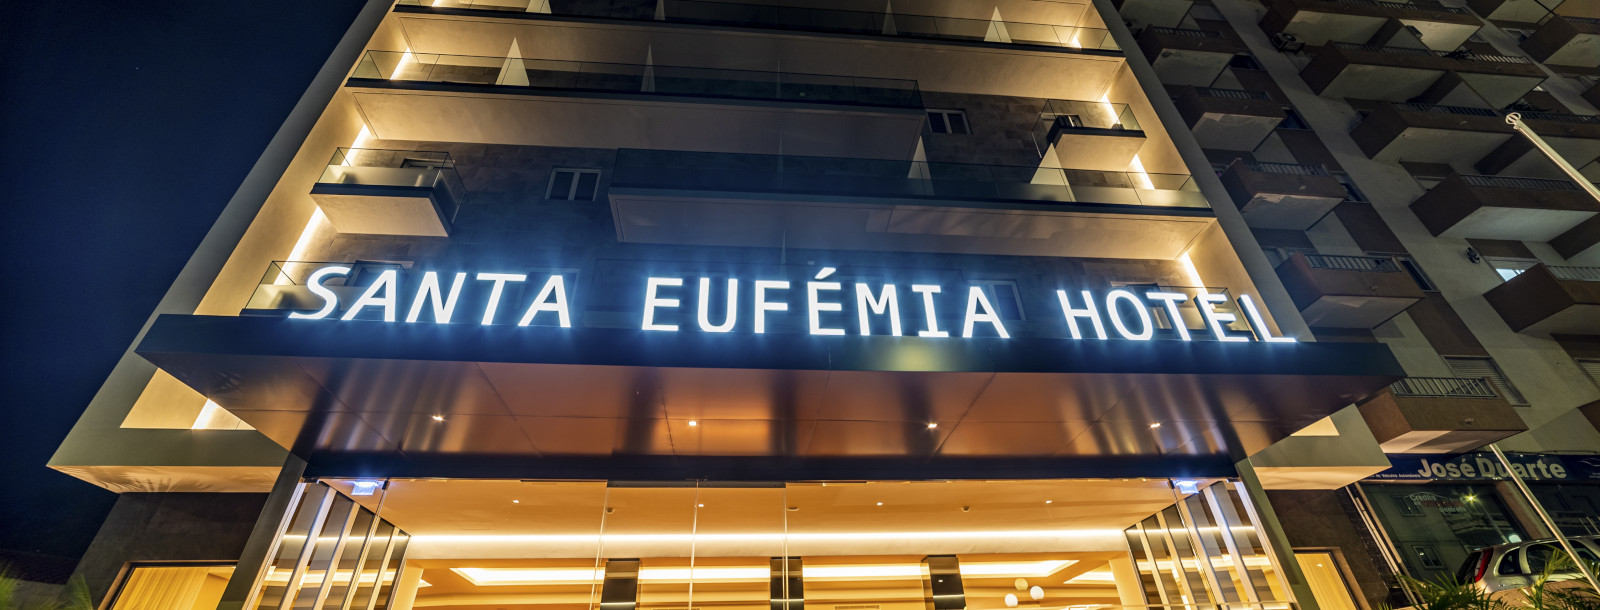 SANTA EUFÉMIA HOTEL
José Duarte